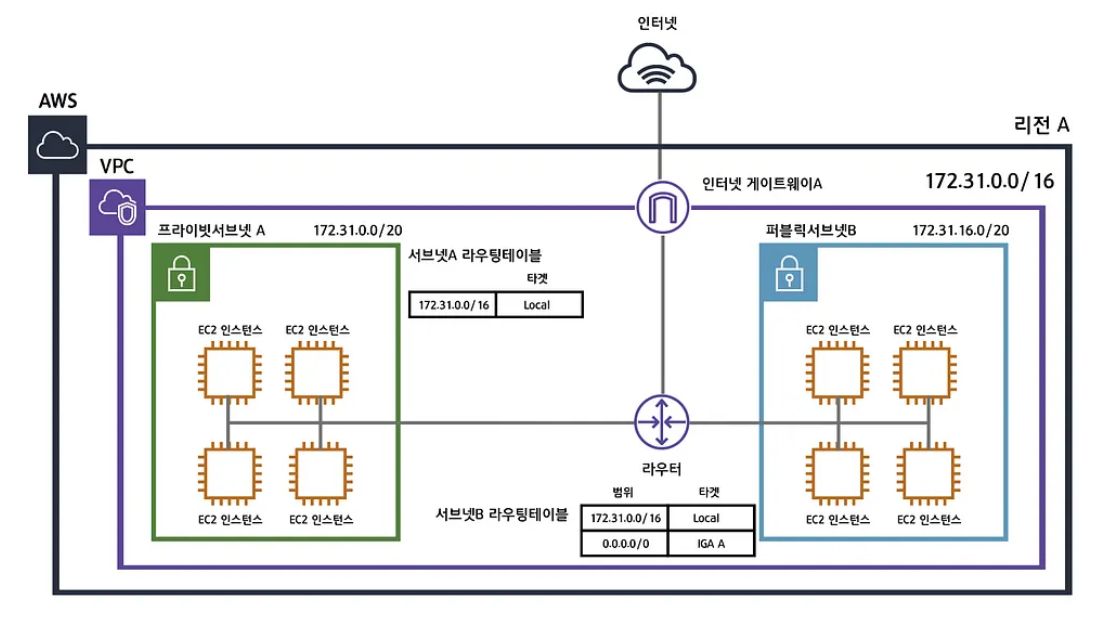 인터넷
AWS
리전 A
VPC
인터넷 게이트웨이A
172.31.0.0/ 16
프라이빗서브넷 A
172.31.0.0/20
퍼블릭서브넷B
172.31.16.0/20
서브넷A 라우팅테이블
타겟
172.31.0.0/ 16
Local
EC2 인스턴스
EC2 인스턴스
EC2 인스턴스
EC2 인스턴스
라우터
범위
타겟
서브넷B 라우팅테이블
172.31.0.0/ 16
Local
0.0.0.0/0
IGA A
EC2 인스턴스
EC2 인스턴스
EC2 인스턴스
EC2 인스턴스